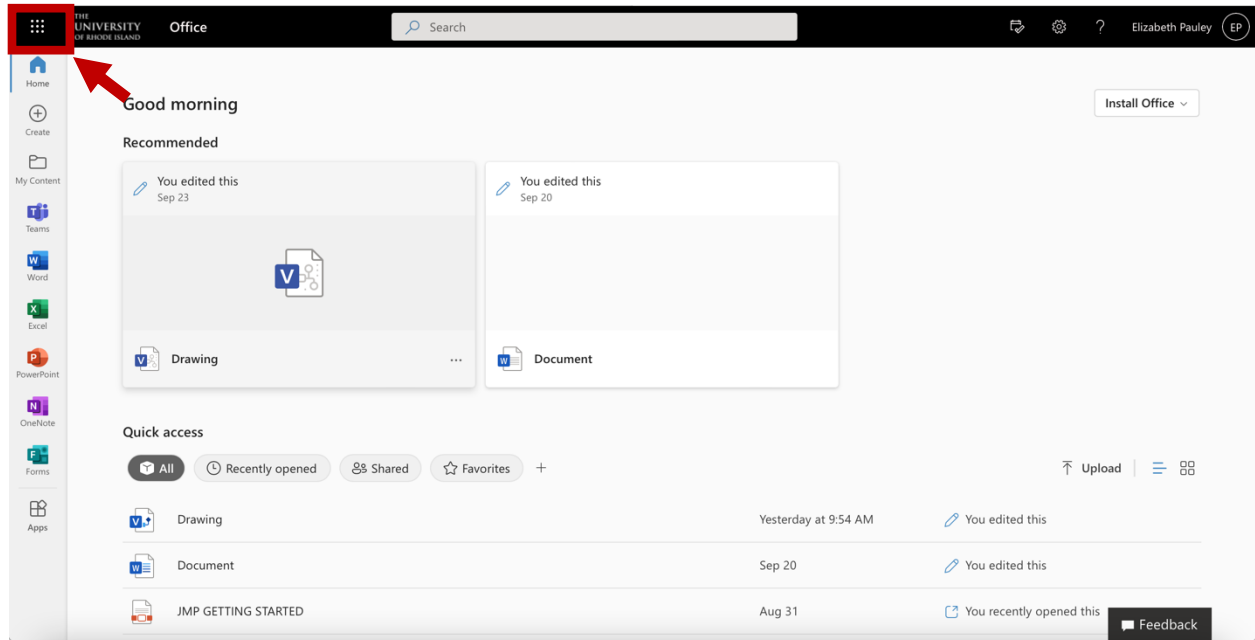 THE
UNIVERSITY
OF RHODE ISLAND
Office
Search
?
Elizabeth Pauley
EP
Home
Create
My Content
Teams
Word
Excel
PowerPoint
OneNote
Forms
Apps
Good morning
Install Office
Recommended
You edited this
Sep 23
V
V
Drawing
...
You edited this
Sep 20
W
Document
Quick access
All
Recently opened
Shared
Favorites
+
Upload
Drawing
Yesterday at 9:54 AM
You edited this
Document
Sep 20
You edited this
JMP GETTING STARTED
Aug 31
You recently opened this
Feedback